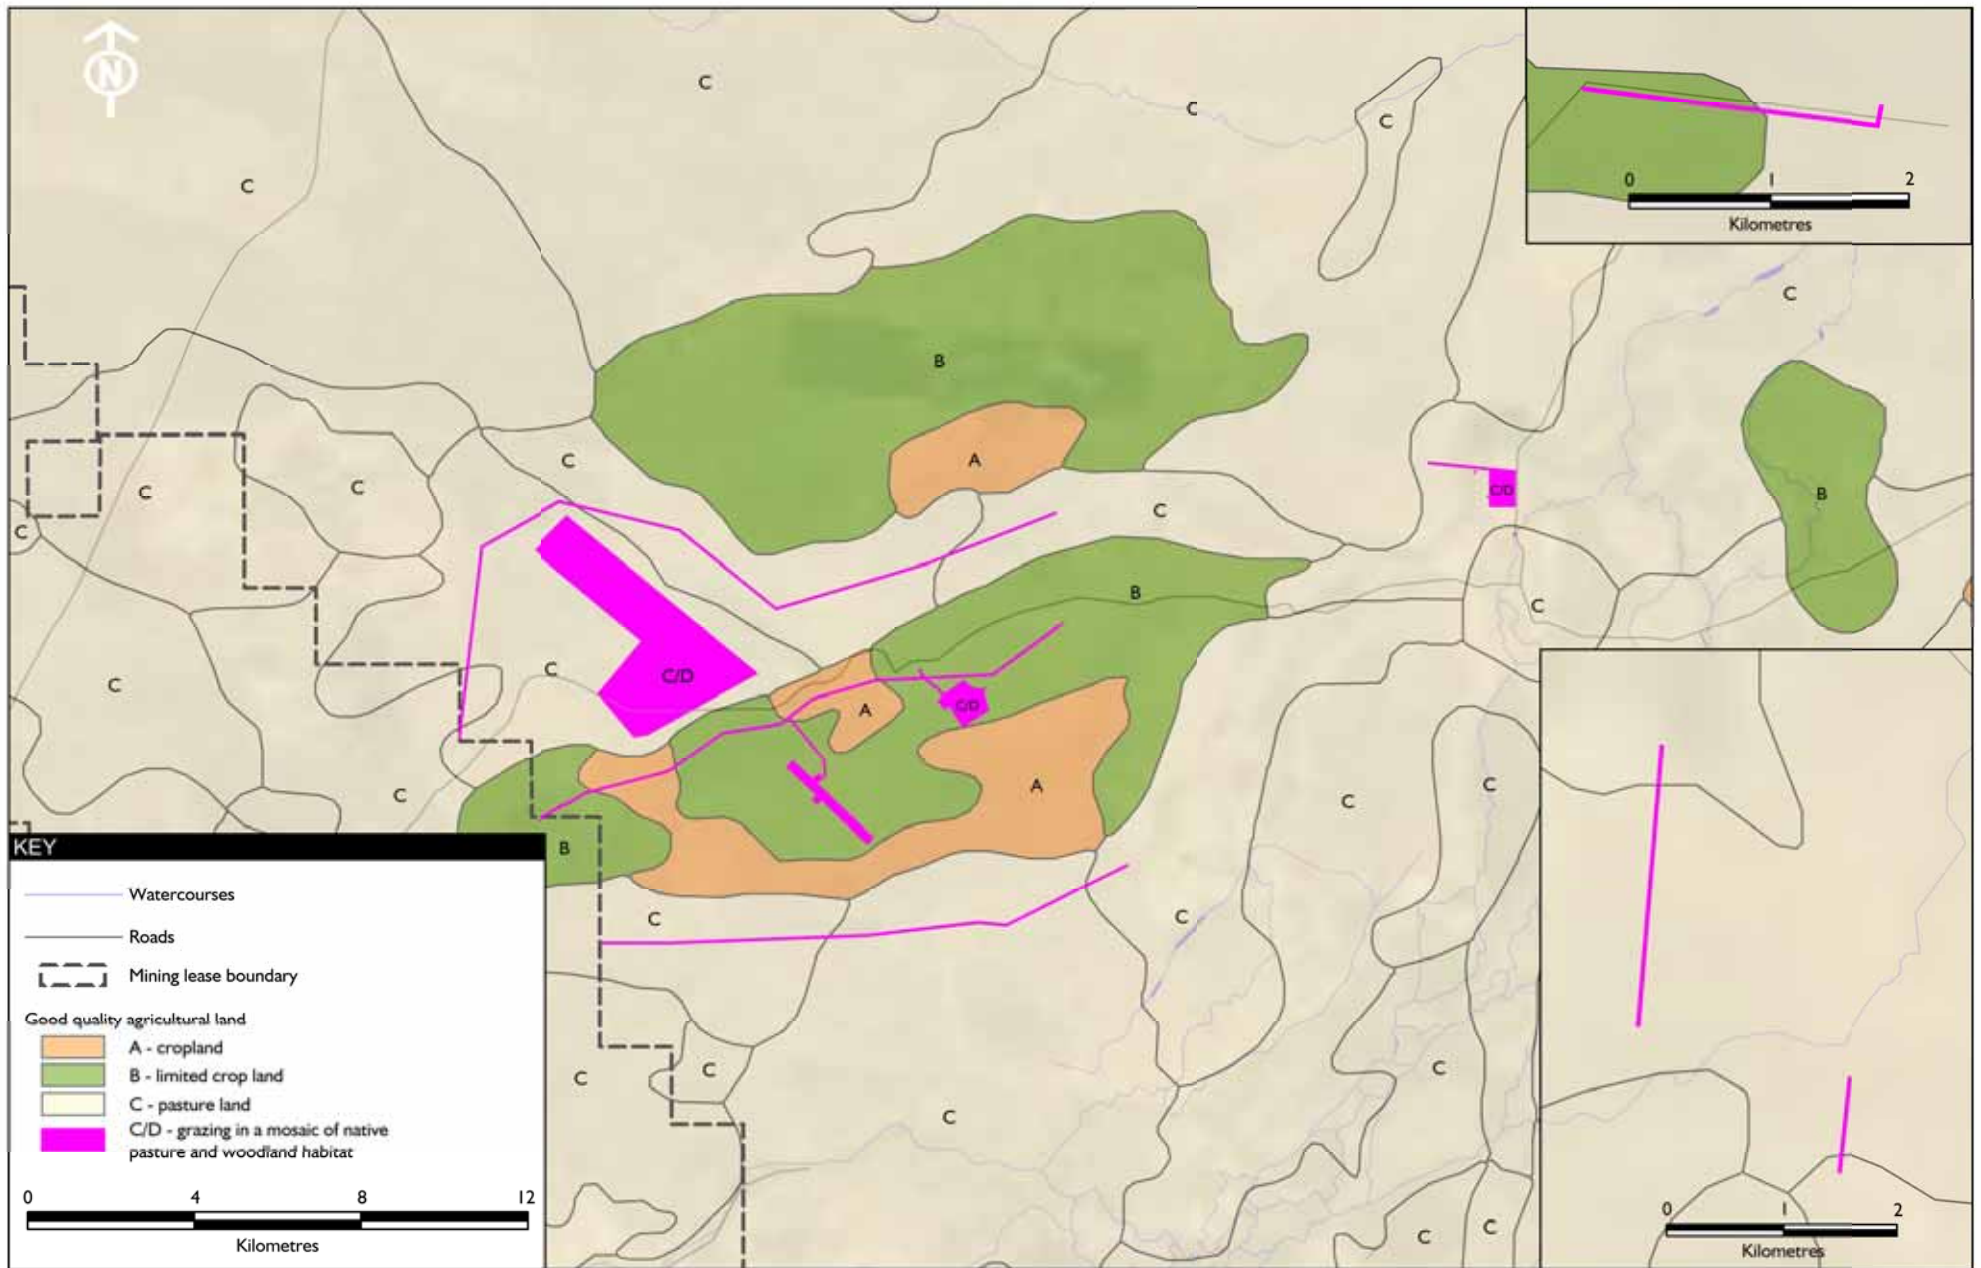 N
C
C
C
C
0 1 2
Kilometres
C
C
B
C
A
C
C
C
C
C
C/D
B
B
C
C
C/D
C
A
C/D
C
A
C
C
B
C
C
KEY
Watercourses
Roads
Mining lease boundary
Good quality agricultural land
A - cropland
B - limited crop land
C - pasture land
C/D - grazing in a mosaic of native
pasture and woodland habitat
0 4 8 12
Kilometres
C
C
C
C
C
C
0 1 2
Kilometres